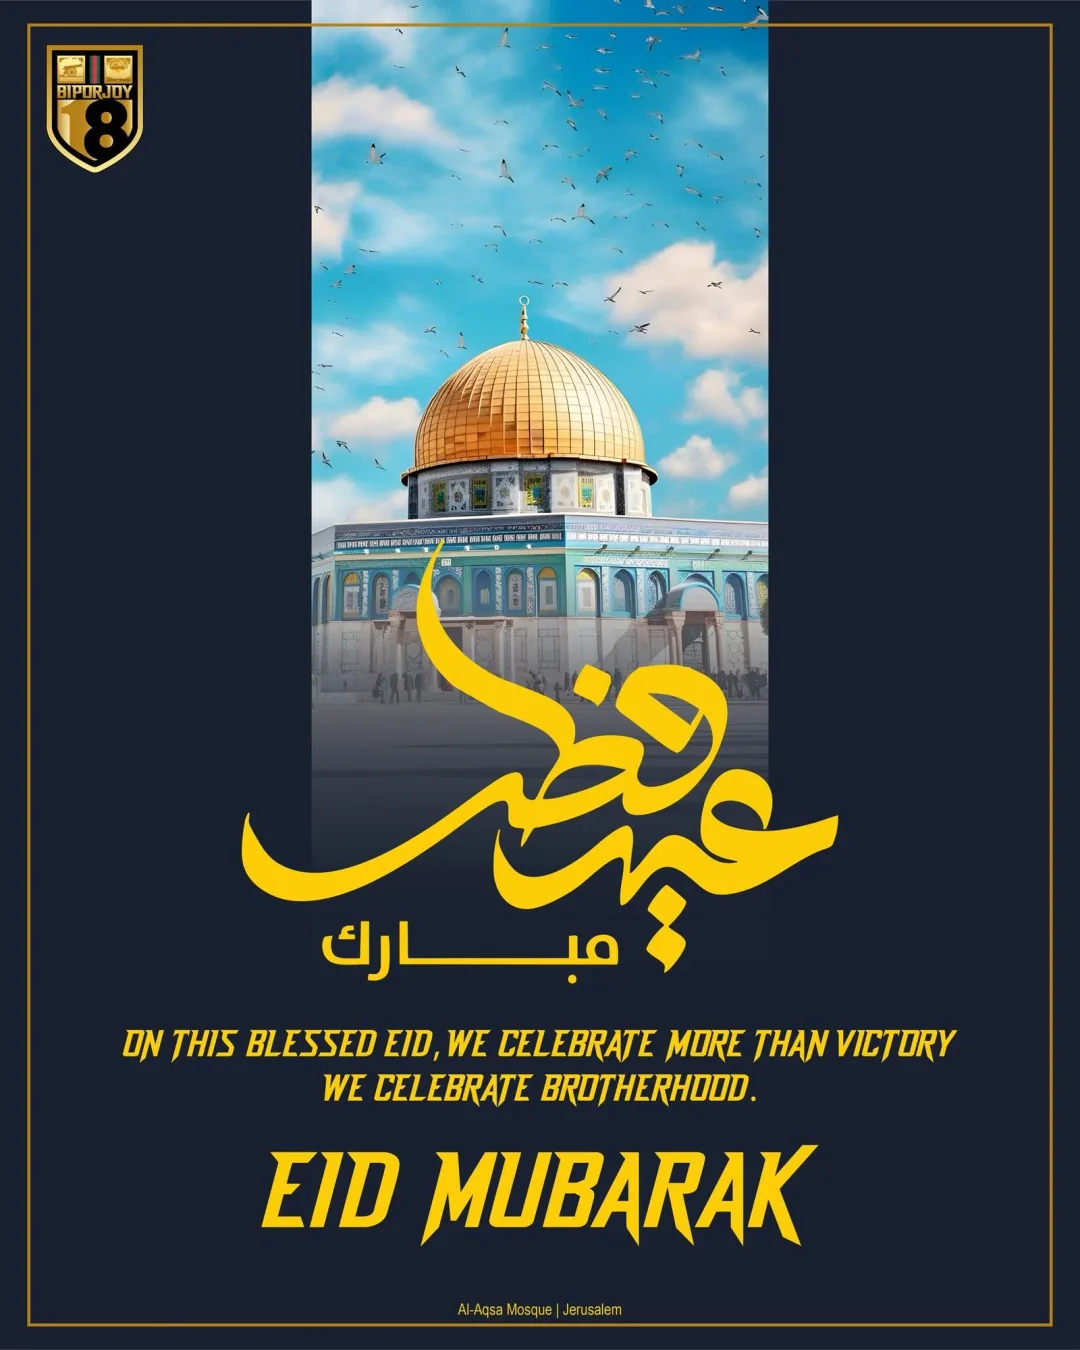 BIPORJOY
18
عيد فطر
مبـــارك
ON THIS BLESSED EID, WE CELEBRATE MORE THAN VICTORY
WE CELEBRATE BROTHERHOOD.
EID MUBARAK
Al-Aqsa Mosque | Jerusalem